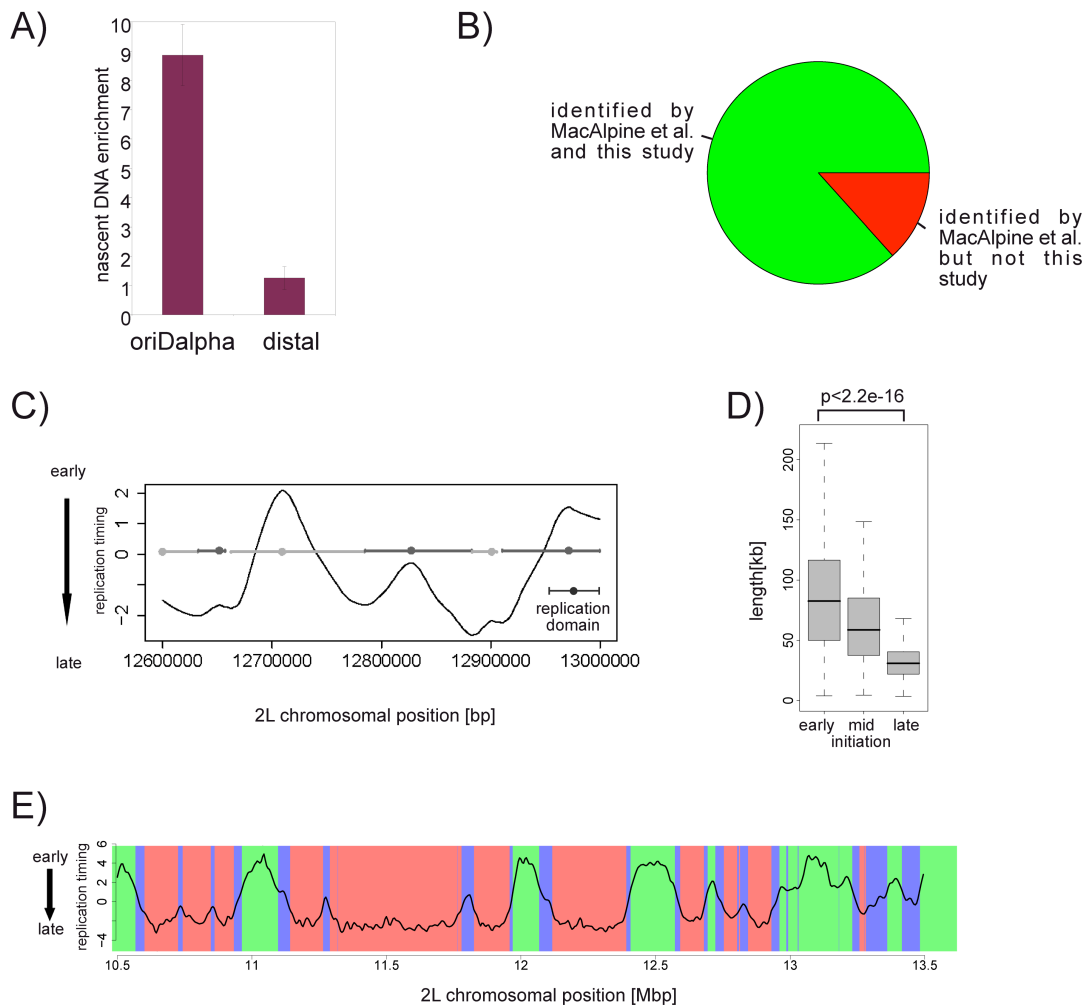 A)
nascent DNA enrichment
10
9
8
7
6
5
4
3
2
1
0
oriDalpha distal
B)
identified by
MacAlpine et al.
and this study
identified by
MacAlpine et al.
but not this
study
C)
early
late
replication timing
2
1
0
−2
replication
domain
12600000 12700000 12800000 12900000 13000000
2L chromosomal position [bp]
D)
p<2.2e-16
length[kb]
200
150
100
50
0
early mid late
initiation
E)
early
late
replication timing
6
4
2
0
−4
10.5 11 11.5 12 12.5 13 13.5
2L chromosomal position [Mbp]